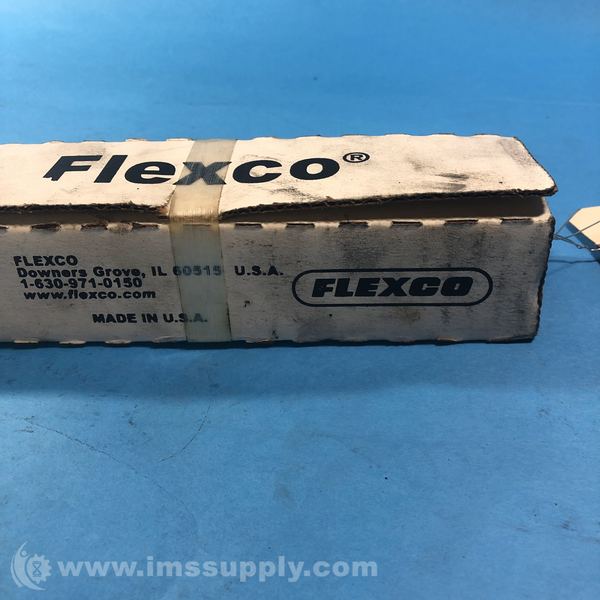 Flexco®
FLEXCO
Downers Grove, IL 60515 U.S.A.
1-630-971-0150
www.flexco.com
MADE IN U.S.A.
FLEXCO
www.imssupply.com